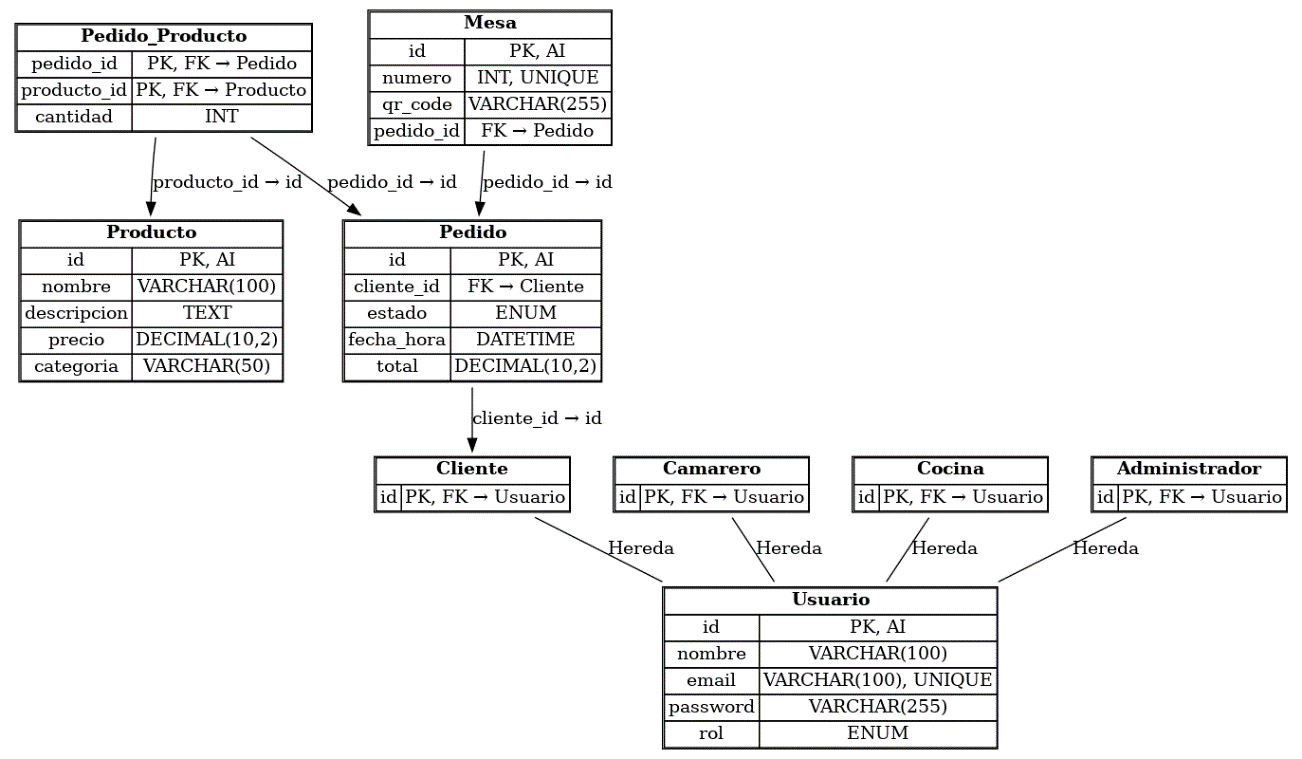 Pedido_Producto
pedido_id PK, FK → Pedido
producto_id PK, FK → Producto
cantidad INT
Mesa
id PK, AI
numero INT, UNIQUE
qr_code VARCHAR(255)
pedido_id FK → Pedido
producto_id → id
pedido_id → id
pedido_id → id
Producto
id PK, AI
nombre VARCHAR(100)
descripcion TEXT
precio DECIMAL(10,2)
categoria VARCHAR(50)
Pedido
id PK, AI
cliente_id FK → Cliente
estado ENUM
fecha_hora DATETIME
total DECIMAL(10,2)
cliente_id → id
Cliente
id PK, FK → Usuario
Camarero
id PK, FK → Usuario
Cocina
id PK, FK → Usuario
Administrador
id PK, FK → Usuario
Hereda
Hereda
Hereda
Hereda
Usuario
id PK, AI
nombre VARCHAR(100)
email VARCHAR(100), UNIQUE
password VARCHAR(255)
rol ENUM